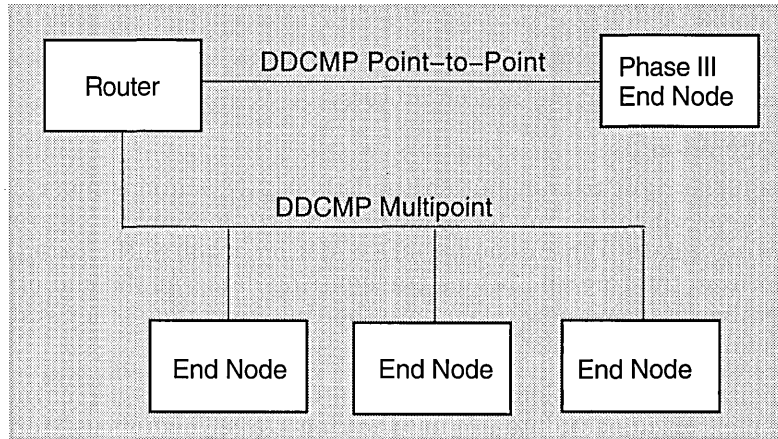 DDCMP Point–to–Point
Router
Phase III
End Node
DDCMP Multipoint
End Node
End Node
End Node